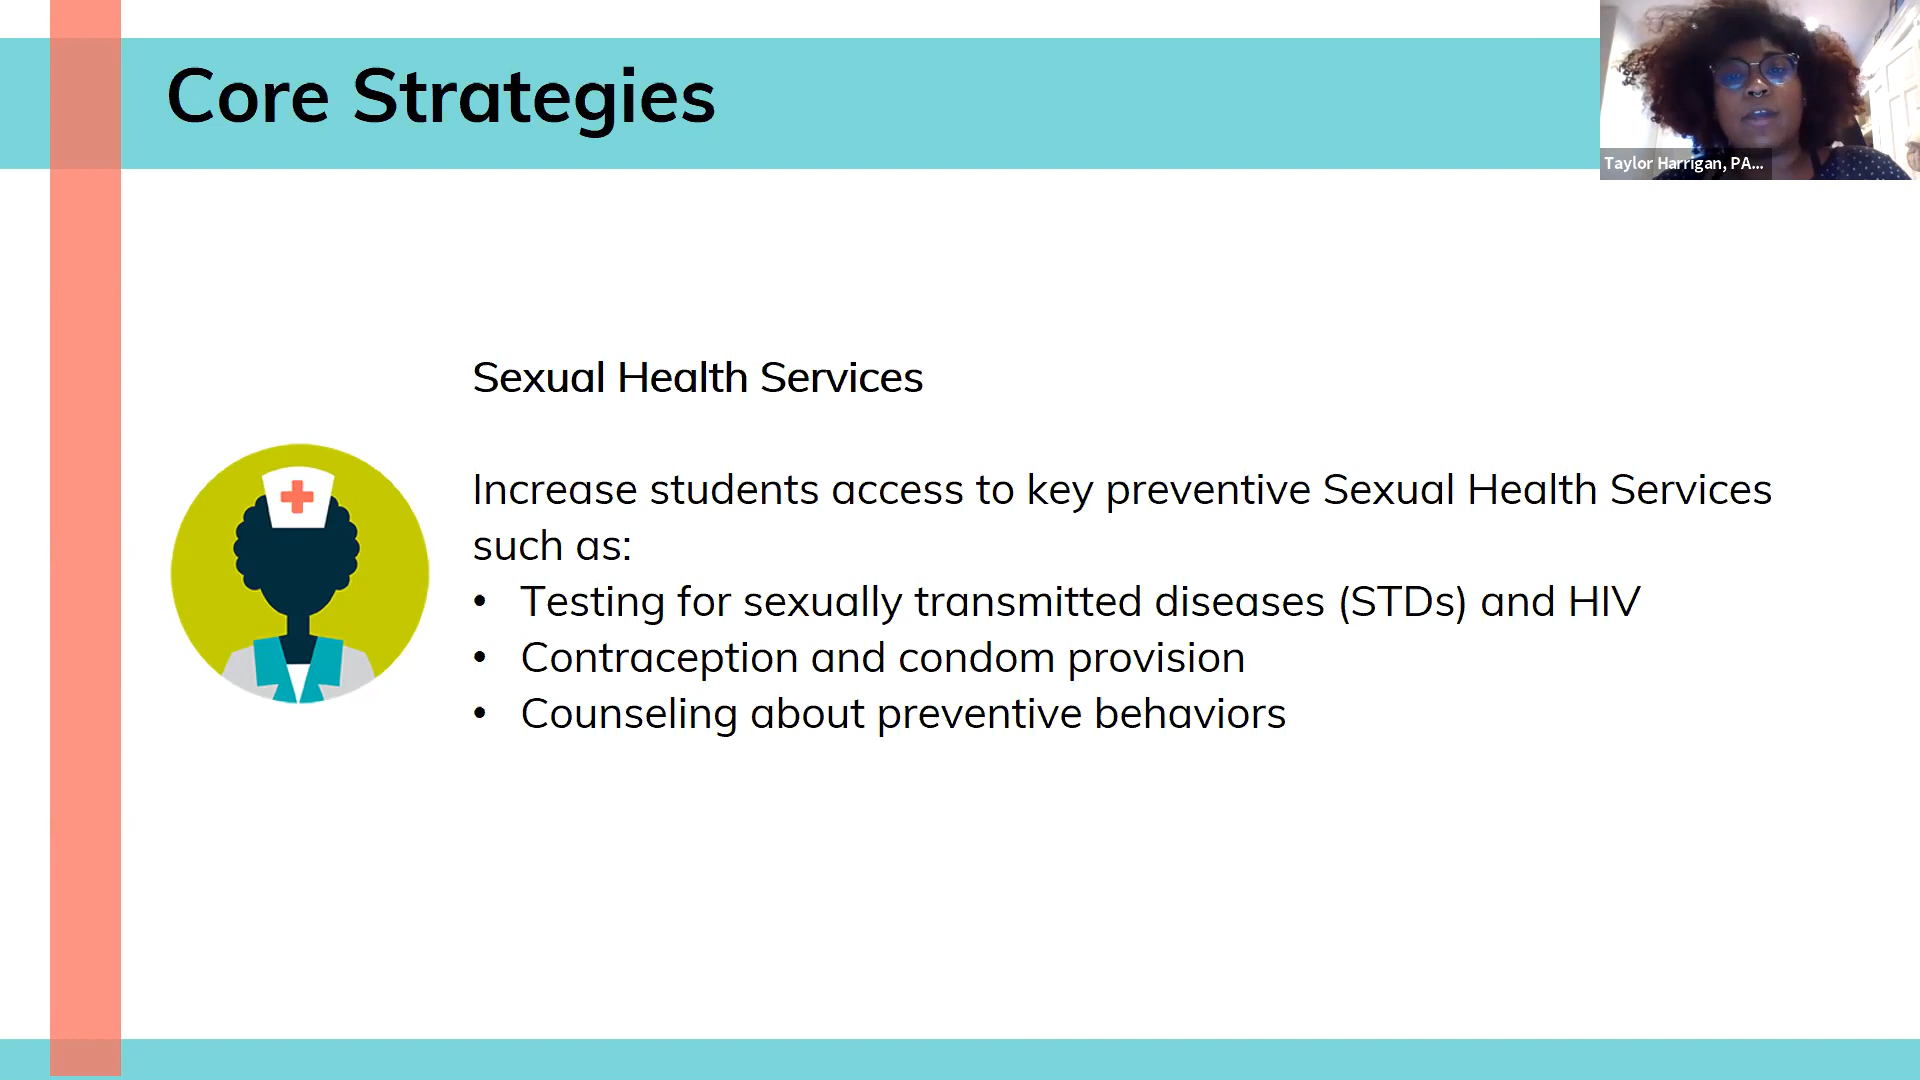 Core Strategies
Taylor Harrigan, PA...
Sexual Health Services
Increase students access to key preventive Sexual Health Services
such as:
• Testing for sexually transmitted diseases (STDs) and HIV
• Contraception and condom provision
• Counseling about preventive behaviors